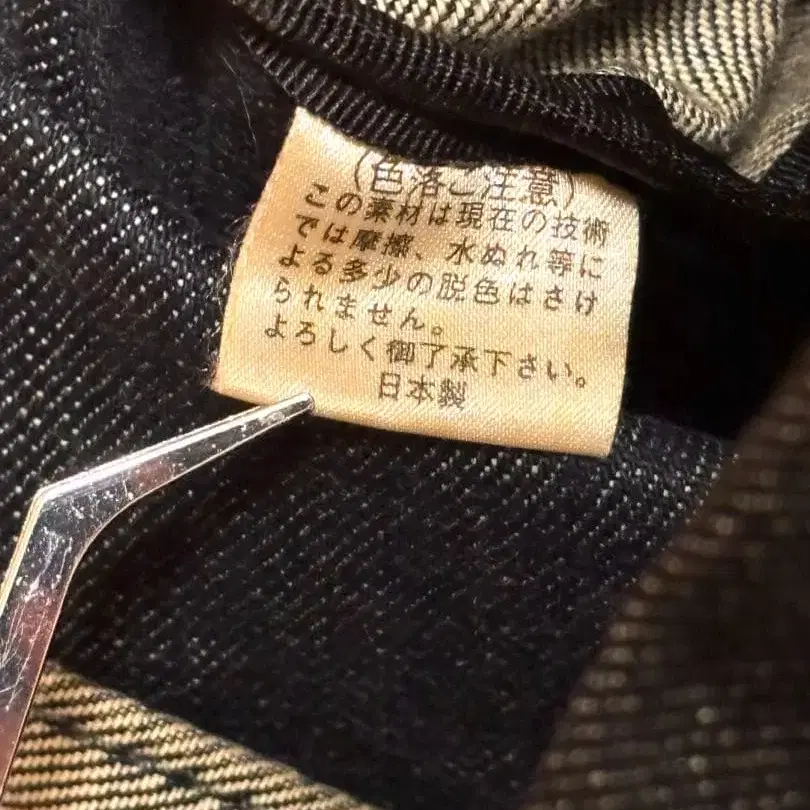 (色落ご注意)
この素材は現在の技術
では摩擦、水ぬれ等に
よる多少の脱色はさけ
られません。
よろしく御了承下さい。
日本製